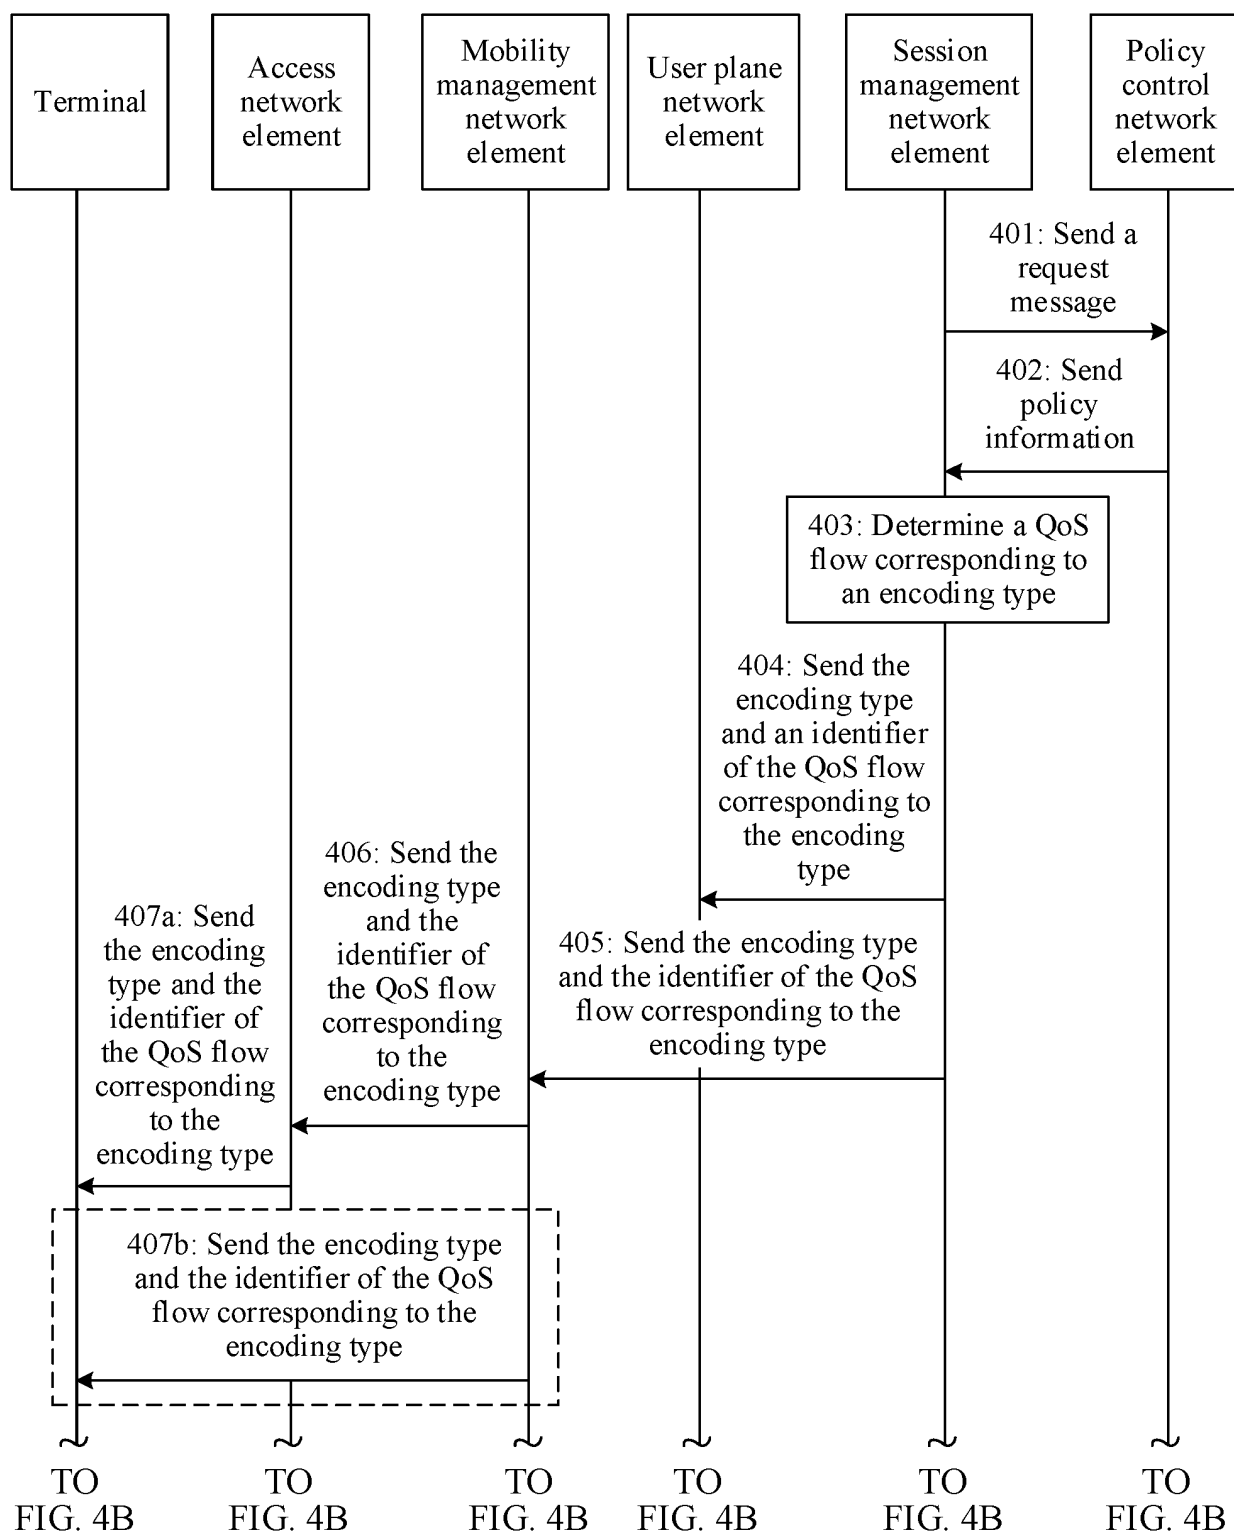 Terminal
Access
network
element
Mobility
management
network
element
User plane
network
element
Session
management
network
element
Policy
control
network
element
401: Send a
request
message
402: Send
policy
information
403: Determine a QoS
flow corresponding to
an encoding type
404: Send the
encoding type
and an identifier
of the QoS flow
corresponding to
the encoding
type
405: Send the encoding type
and the identifier of the QoS
flow corresponding to the
encoding type
406: Send the
encoding type
and the
identifier of
the QoS flow
corresponding
to the
encoding type
407a: Send
the encoding
type and the
identifier of
the QoS flow
corresponding
to the
encoding type
407b: Send the encoding type
and the identifier of the QoS
flow corresponding to the
encoding type
TO
FIG. 4B
TO
FIG. 4B
TO
FIG. 4B
TO
FIG. 4B
TO
FIG. 4B
TO
FIG. 4B